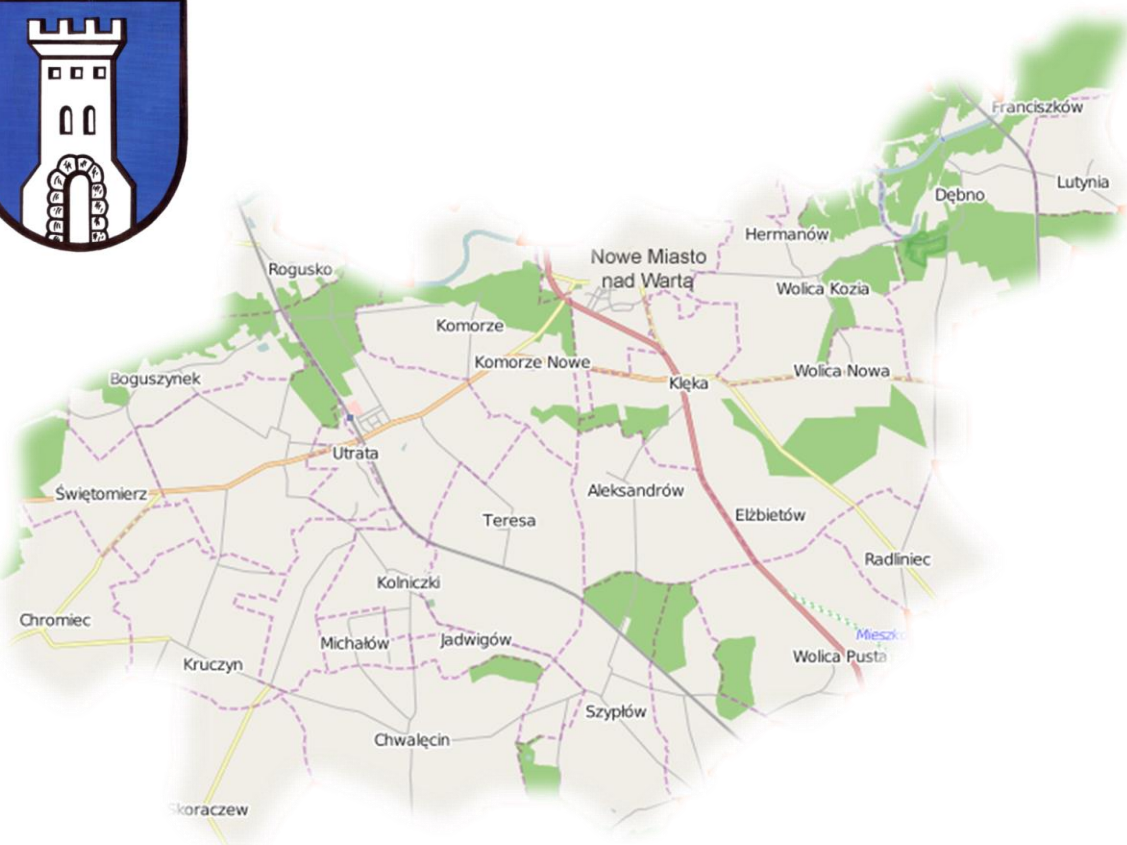 Franciszków
Lutynia
Dębno
Hermanów
Nowe Miasto
nad Wartą
Rogusko
Wolica Kozia
Komorze
Komorze Nowe
Wolica Nowa
Boguszynek
Klęka
Utrata
Świętomierz
Aleksandrów
Elżbietów
Teresa
Radliniec
Kolniczki
Chromiec
Mieszko
Michałów
Jadwigów
Wolica Pusta
Kruczyn
Szypłów
Chwalęcin
Skoraczew